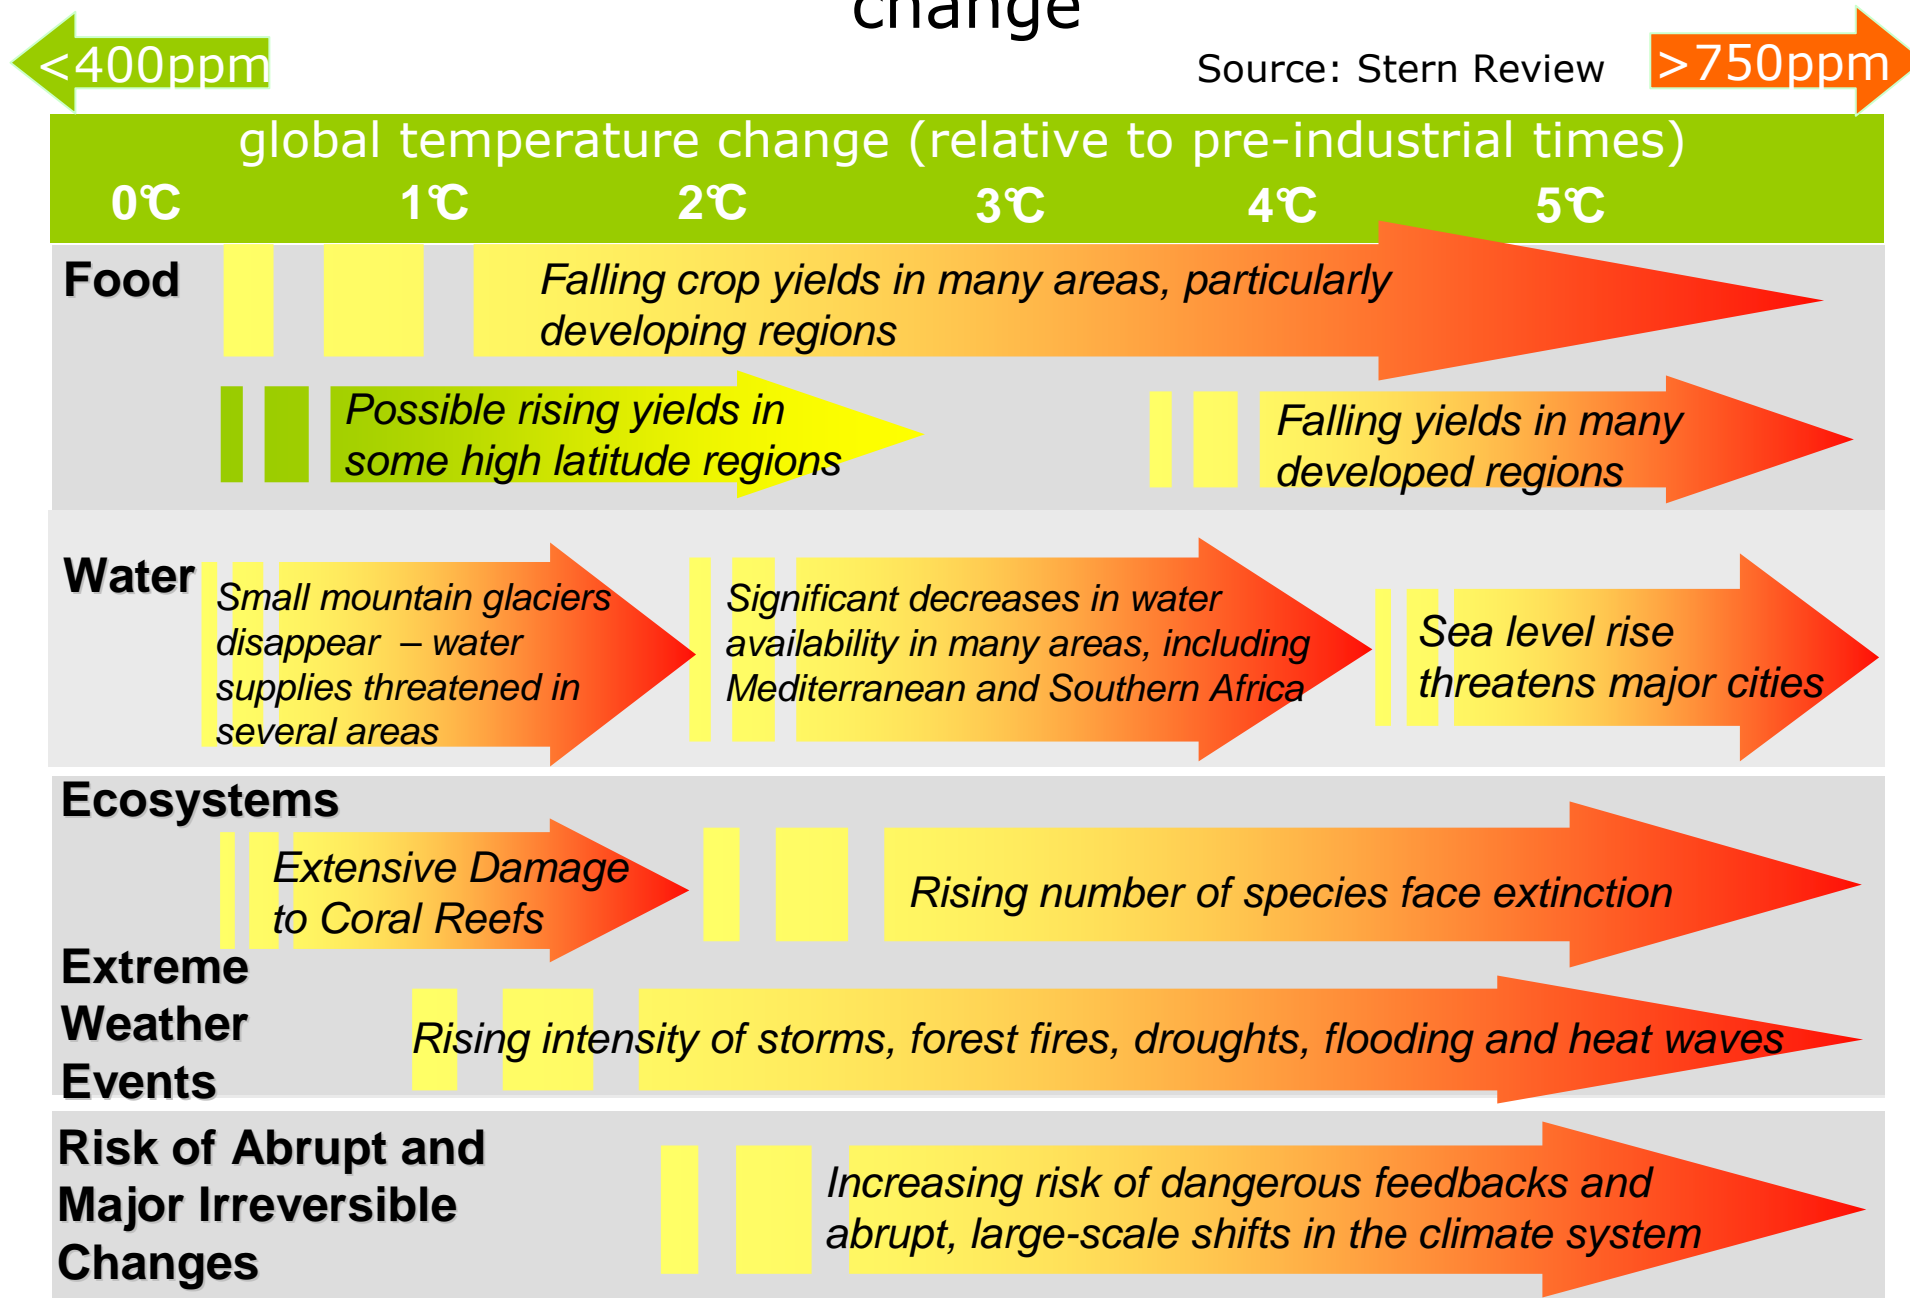 change
<400ppm
Source: Stern Review
>750ppm
global temperature change (relative to pre-industrial times)
0°C 1°C 2°C 3°C 4°C 5°C
Food
Falling crop yields in many areas, particularly
developing regions
Possible rising yields in
some high latitude regions
Falling yields in many
developed regions
Water
Small mountain glaciers
disappear – water
supplies threatened in
several areas
Significant decreases in water
availability in many areas, including
Mediterranean and Southern Africa
Sea level rise
threatens major cities
Ecosystems
Extensive Damage
to Coral Reefs
Rising number of species face extinction
Extreme
Weather
Events
Rising intensity of storms, forest fires, droughts, flooding and heat waves
Risk of Abrupt and
Major Irreversible
Changes
Increasing risk of dangerous feedbacks and
abrupt, large-scale shifts in the climate system